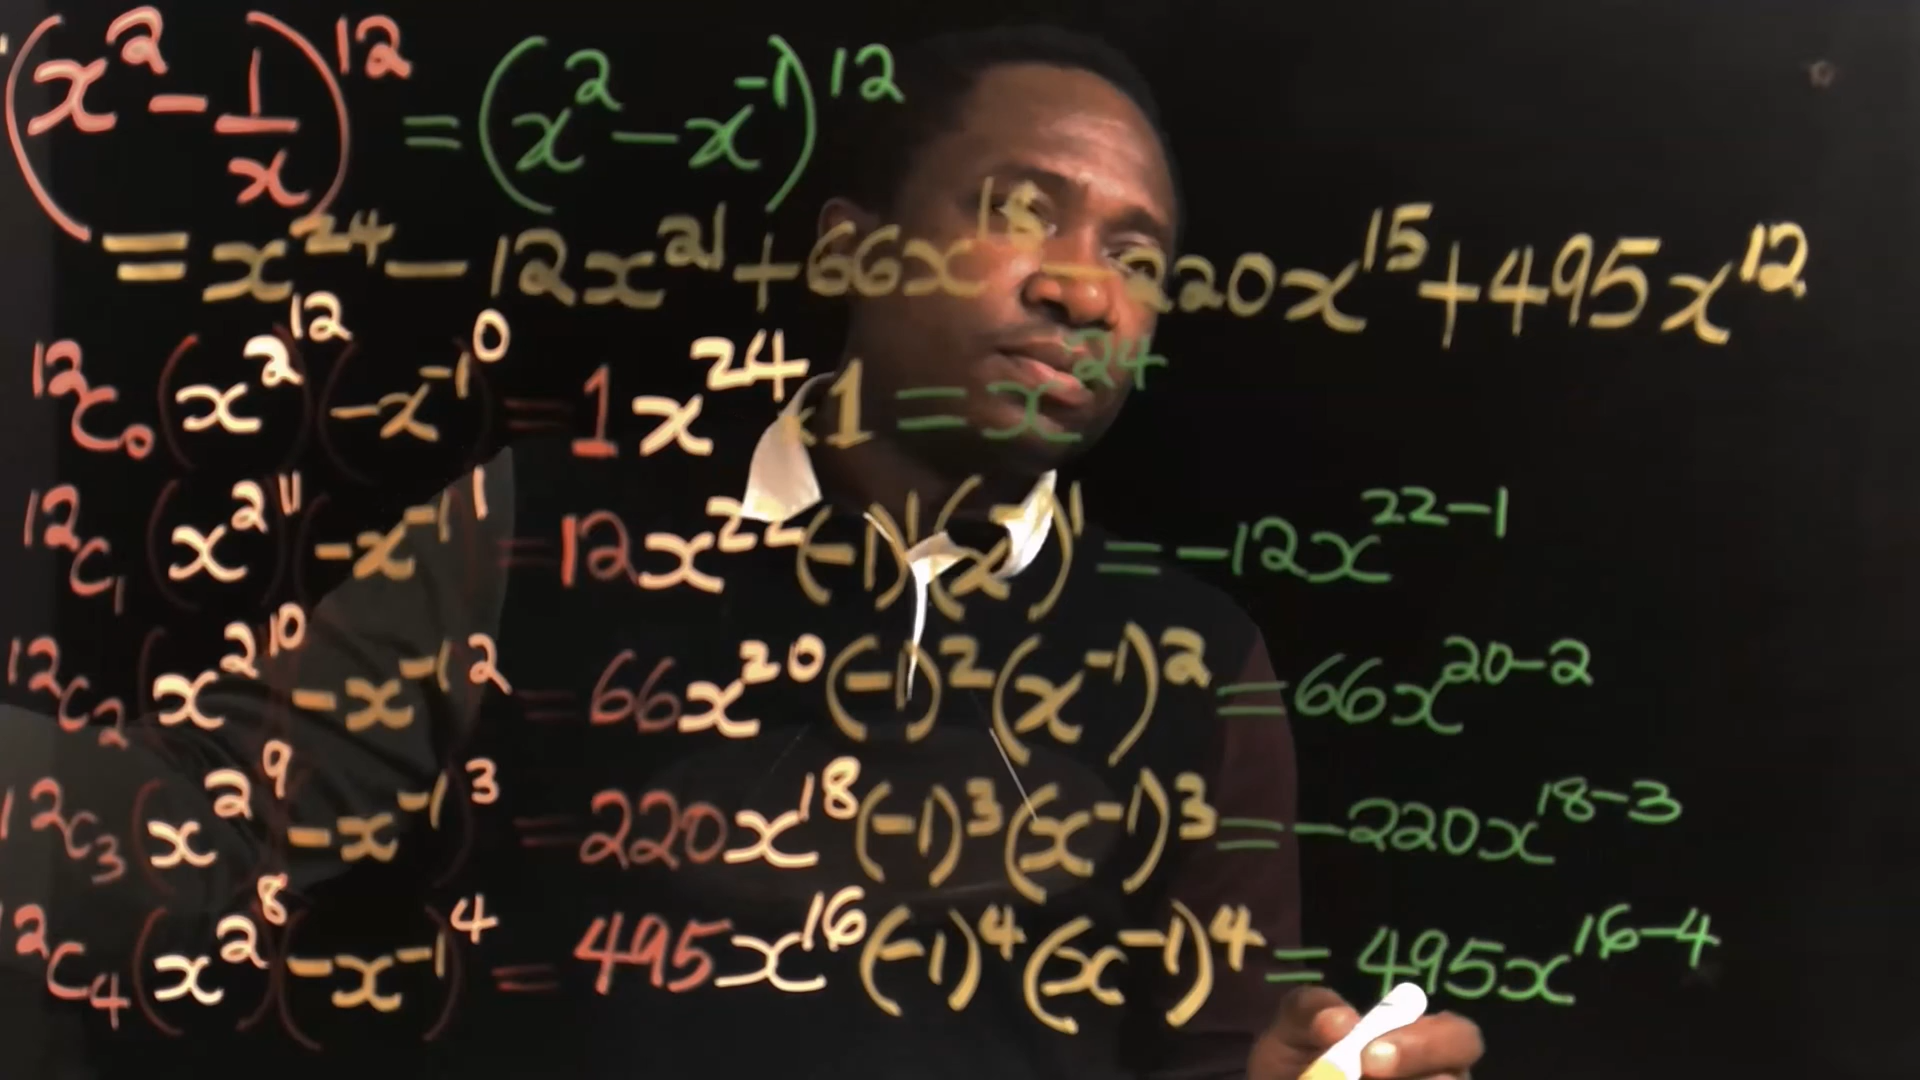 (x² - 1/x)¹² = (x² - x⁻¹)¹²
= x²⁴ - 12x²¹ + 66x¹⁸ - 220x¹⁵ + 495x¹²
¹²C₀(x²)¹²(-x⁻¹)⁰ = 1x²⁴·1 = x²⁴
¹²C₁(x²)¹¹(-x⁻¹)¹ = 12x²²(-1)¹(x⁻¹)¹ = -12x²²⁻¹
¹²C₂(x²)¹⁰(-x⁻¹)² = 66x²⁰(-1)²(x⁻¹)² = 66x²⁰⁻²
¹²C₃(x²)⁹(-x⁻¹)³ = 220x¹⁸(-1)³(x⁻¹)³ = -220x¹⁸⁻³
¹²C₄(x²)⁸(-x⁻¹)⁴ = 495x¹⁶(-1)⁴(x⁻¹)⁴ = 495x¹⁶⁻⁴